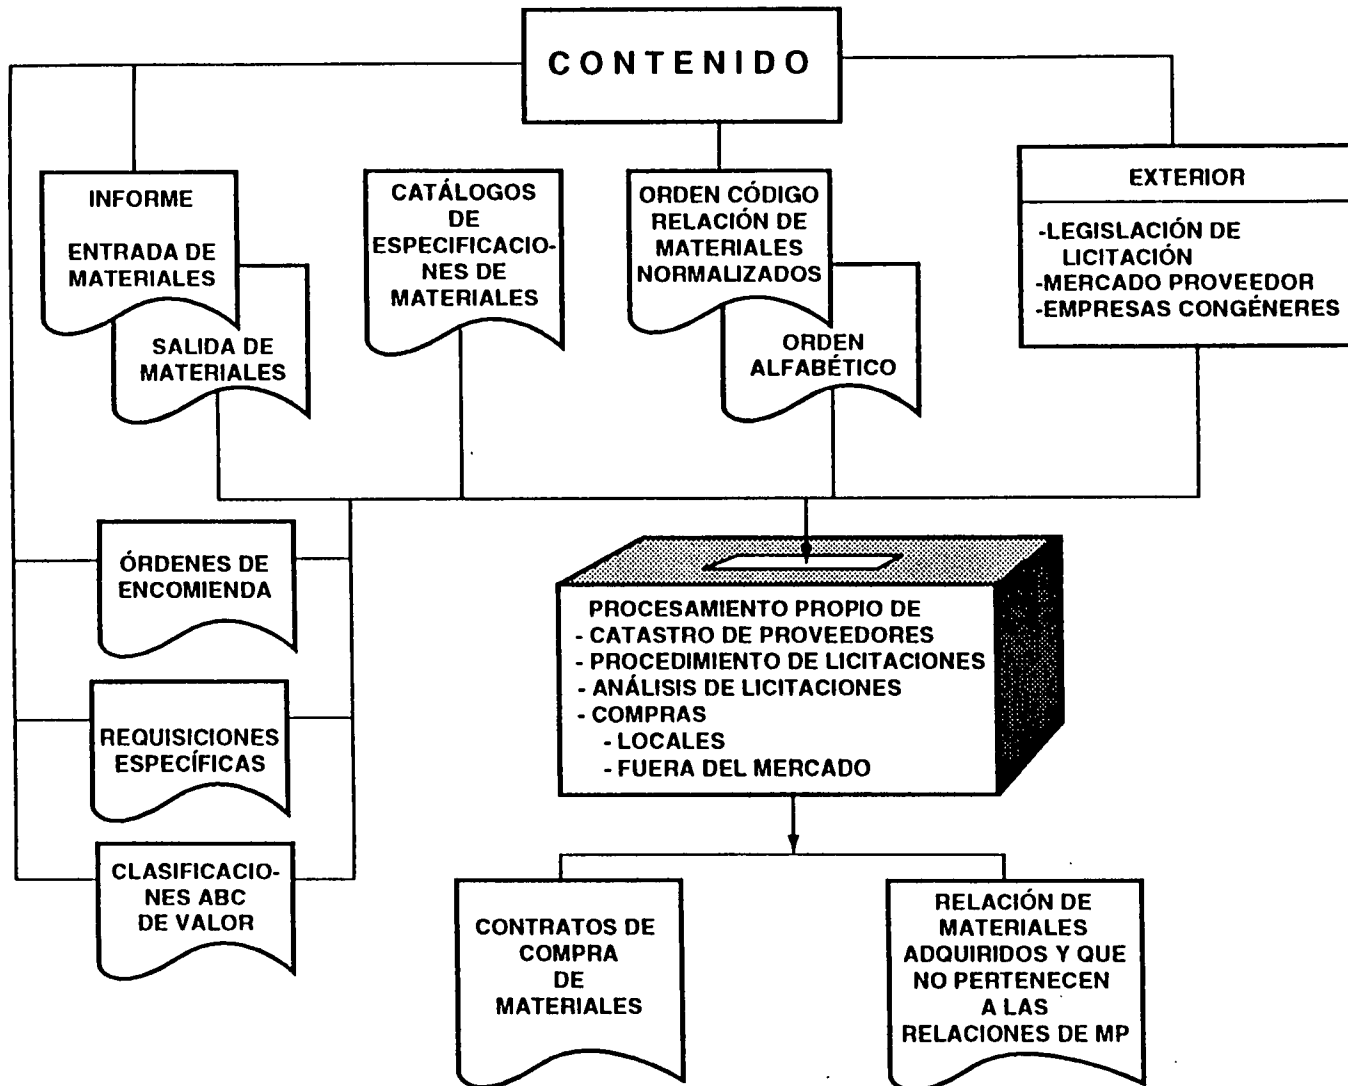 CONTENIDO
INFORME
ENTRADA DE
MATERIALES
SALIDA DE
MATERIALES
CATÁLOGOS
DE
ESPECIFICACIO-
NES DE
MATERIALES
ORDEN CÓDIGO
RELACIÓN DE
MATERIALES
NORMALIZADOS
ORDEN
ALFABÉTICO
EXTERIOR
-LEGISLACIÓN DE
LICITACIÓN
-MERCADO PROVEEDOR
-EMPRESAS CONGÉNERES
ÓRDENES DE
ENCOMIENDA
REQUISICIONES
ESPECÍFICAS
CLASIFICACIO-
NES ABC
DE VALOR
PROCESAMIENTO PROPIO DE
- CATASTRO DE PROVEEDORES
- PROCEDIMIENTO DE LICITACIONES
- ANÁLISIS DE LICITACIONES
- COMPRAS
- LOCALES
- FUERA DEL MERCADO
CONTRATOS DE
COMPRA
DE
MATERIALES
RELACIÓN DE
MATERIALES
ADQUIRIDOS Y QUE
NO PERTENECEN
A LAS
RELACIONES DE MP